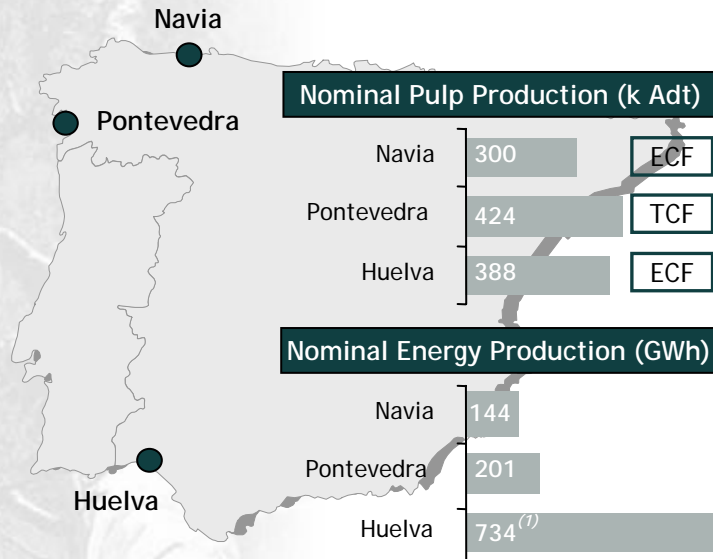 Navia
Pontevedra
Nominal Pulp Production (k Adt)
Navia 300 ECF
Pontevedra 424 TCF
Huelva 388 ECF
Nominal Energy Production (GWh)
Navia 144
Pontevedra 201
Huelva
Huelva 734(1)